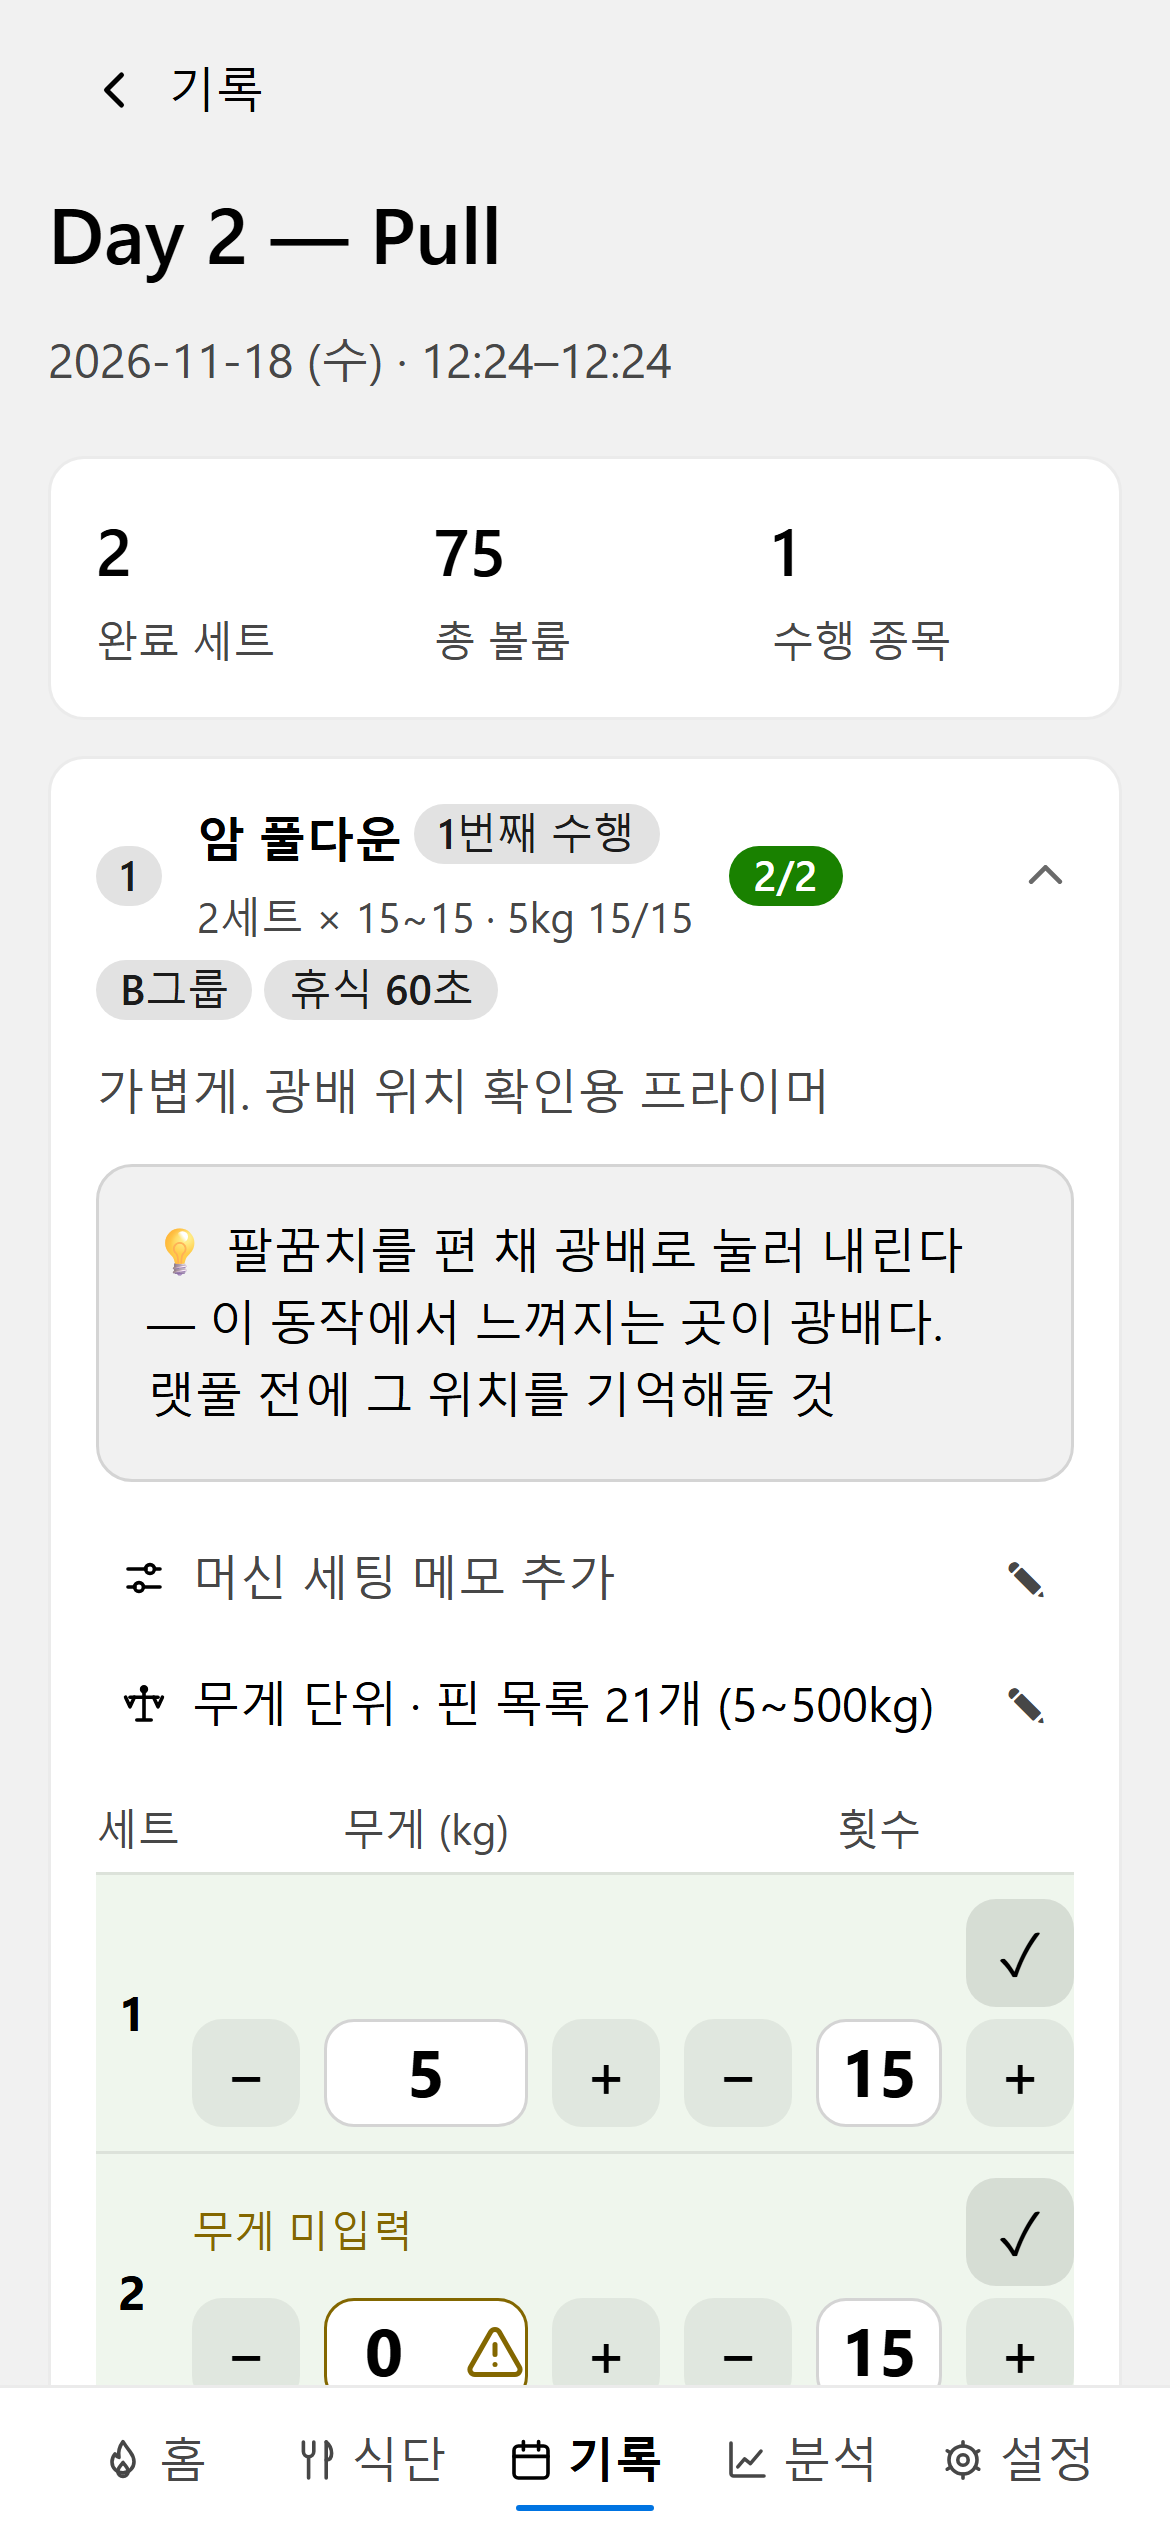 기록
Day 2 — Pull
2026-11-18 (수) · 12:24–12:24
2 75 1
완료 세트 총 볼륨 수행 종목
1 암 풀다운 1번째 수행 2/2
2세트 × 15~15 · 5kg 15/15
B그룹 휴식 60초
가볍게. 광배 위치 확인용 프라이머
💡 팔꿈치를 편 채 광배로 눌러 내린다
— 이 동작에서 느껴지는 곳이 광배다.
랫풀 전에 그 위치를 기억해둘 것
머신 세팅 메모 추가
무게 단위 · 핀 목록 21개 (5~500kg)
세트 무게 (kg) 횟수
✓
1 − 5 + − 15 +
무게 미입력 ✓
2 − 0 + − 15 +
홈 식단 기록 분석 설정